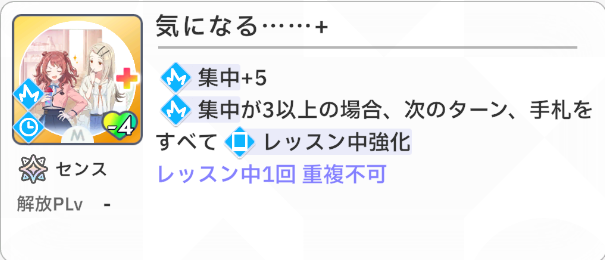 気になる……+
集中+5
集中が3以上の場合、次のターン、手札を
すべて レッスン中強化
レッスン中1回 重複不可
-4
M
センス
解放PLv -